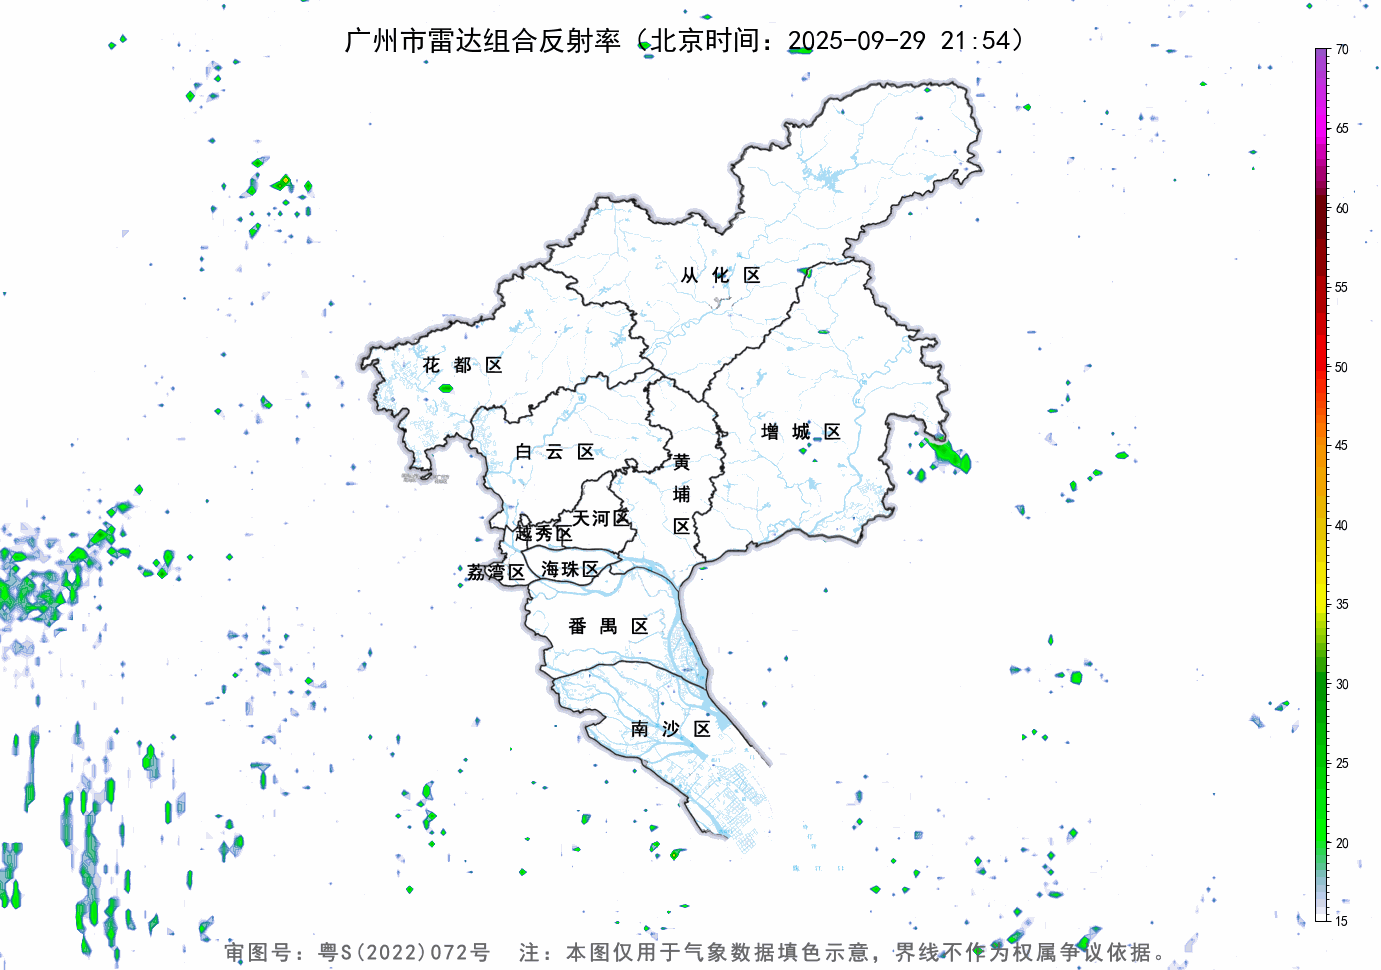 广州市雷达组合反射率（北京时间：2025-09-29 21:54）
70
65
60
55
50
45
40
35
30
25
20
15
从化区
花都区
增城区
白云区
黄埔区
天河区
越秀区
荔湾区
海珠区
番禺区
南沙区
审图号：粤S(2022)072号 注：本图仅用于气象数据填色示意，界线不作为权属争议依据。